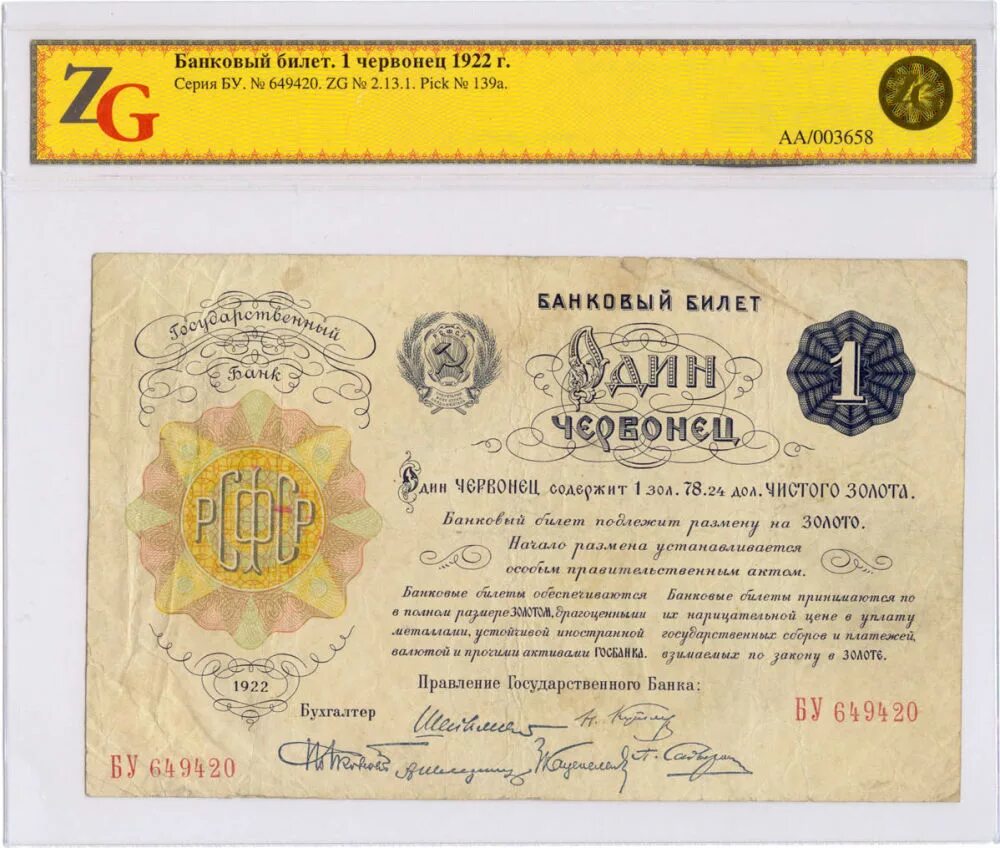 ZG
Банковый билет. 1 червонец 1922 г.
Серия БУ. № 649420. ZG № 2.13.1. Pick № 139a.
АА/003658
Государственный
Банк
БАНКОВЫЙ БИЛЕТ
Один
ЧЕРВОНЕЦ
1
РСФСР
Один ЧЕРВОНЕЦ содержит 1 зол. 78.24 дол. ЧИСТОГО ЗОЛОТА.
Банковый билет подлежит размену на ЗОЛОТО.
Начало размена устанавливается
особым правительственным актом.
Банковые билеты обеспечиваются
в полном размере ЗОЛОТОМ, драгоценными
металлами, устойчивой иностранной
валютой и прочими активами ГОСБАНКА.
Банковые билеты принимаются по
их нарицательной цене в уплату
государственных сборов и платежей,
взимаемых по закону в ЗОЛОТЕ.
1922
Правление Государственного Банка:
Бухгалтер
БУ 649420
БУ 649420